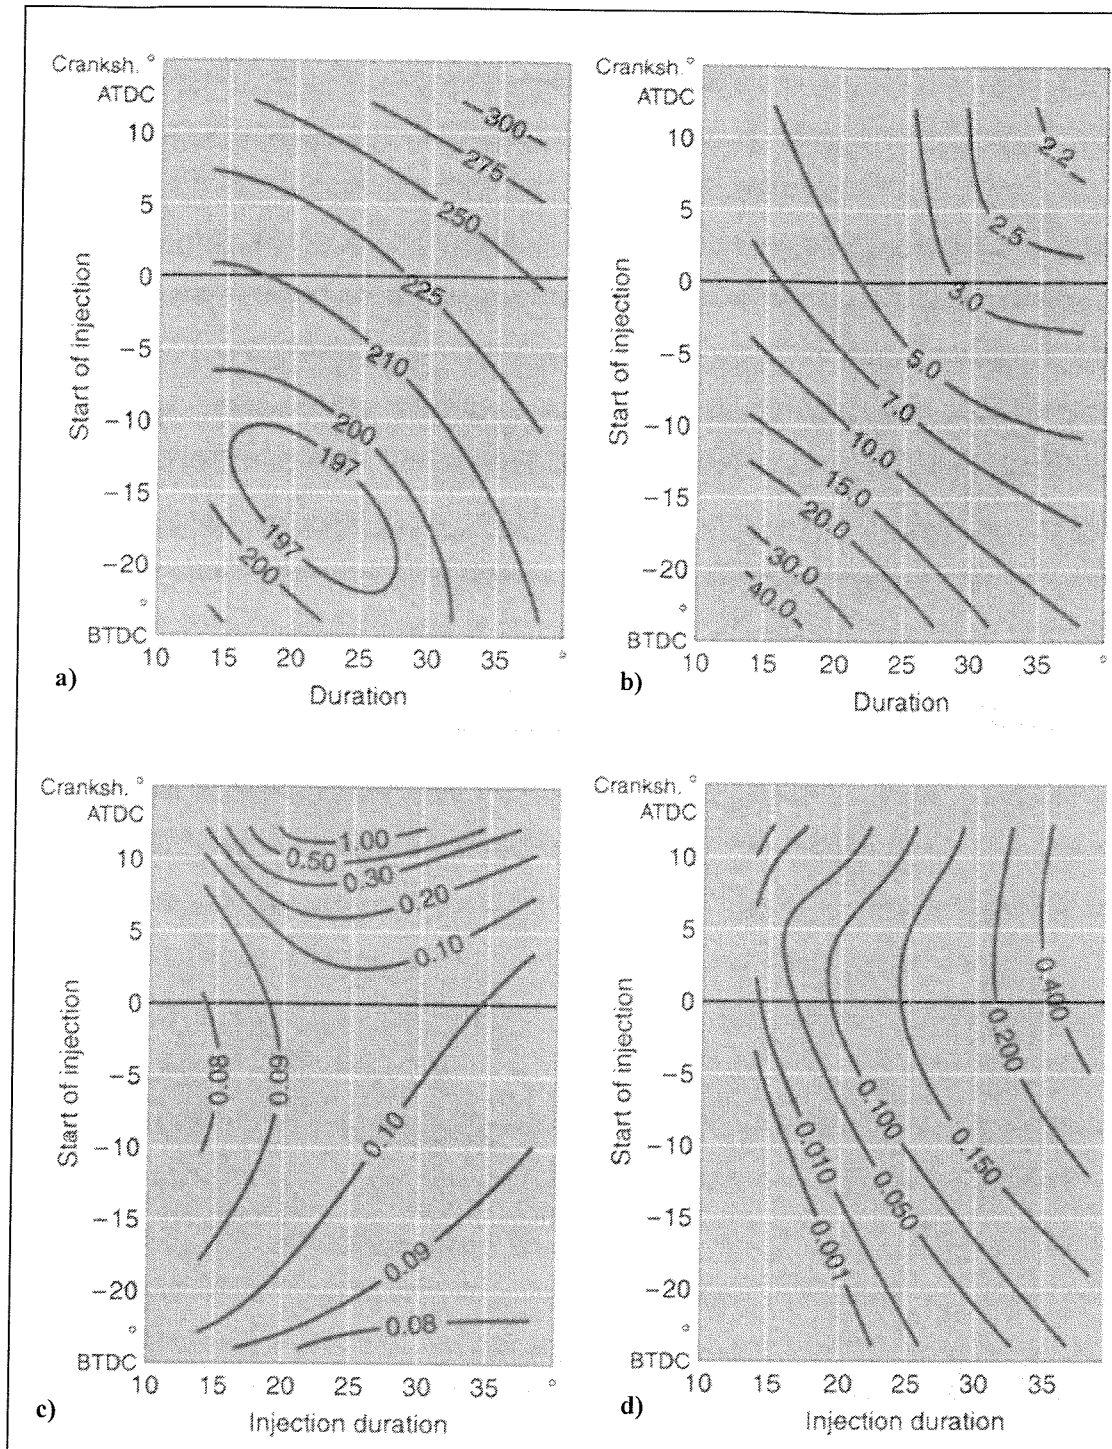 Cranksh. °
ATDC
10
5
0
−5
−10
−15
−20
°
BTDC
Start of injection
300
275
250
225
210
200
197
197
200
10 15 20 25 30 35 °
Duration
a)
Cranksh. °
ATDC
10
5
0
−5
−10
−15
−20
°
BTDC
Start of injection
2.2
2.5
3.0
5.0
7.0
10.0
15.0
20.0
30.0
40.0
10 15 20 25 30 35 °
Duration
b)
Cranksh. °
ATDC
10
5
0
−5
−10
−15
−20
°
BTDC
Start of injection
1.00
0.50
0.30
0.20
0.10
0.08
0.09
0.10
0.09
0.08
10 15 20 25 30 35 °
Injection duration
c)
Cranksh. °
ATDC
10
5
0
−5
−10
−15
−20
°
BTDC
Start of injection
0.400
0.200
0.150
0.100
0.050
0.010
0.001
10 15 20 25 30 35 °
Injection duration
d)